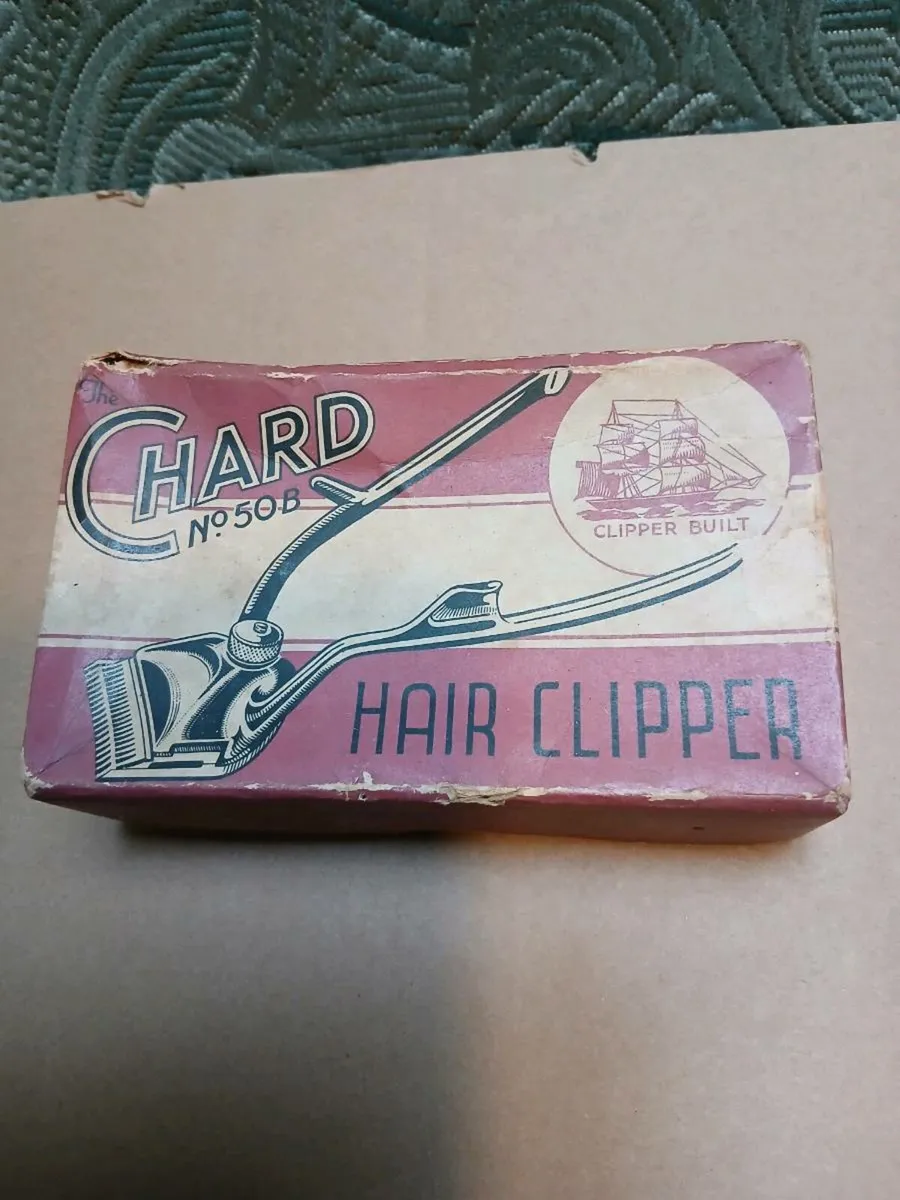 The
CHARD
Nº 50·B
CLIPPER BUILT
HAIR CLIPPER